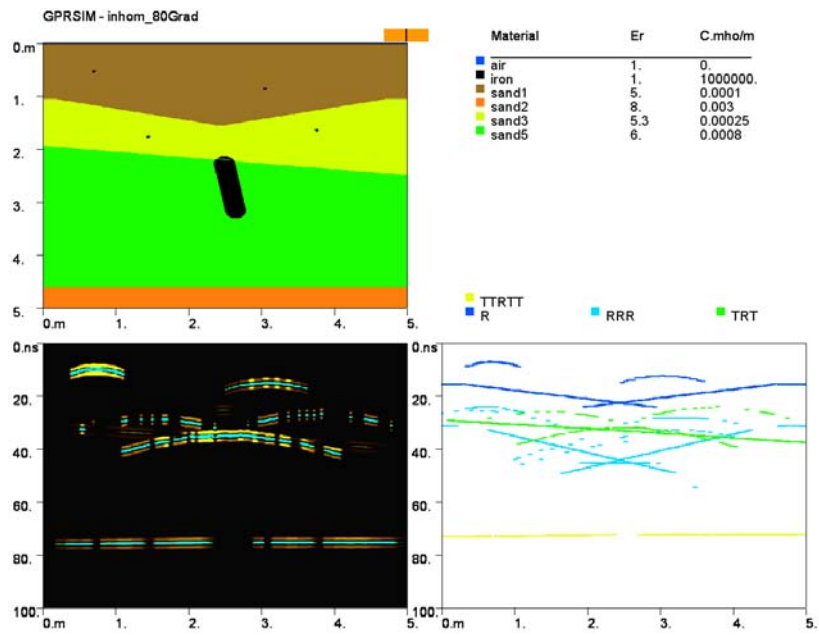 GPRSIM - inhom_80Grad
Material Er C.mho/m
air 1. 0.
iron 1. 1000000.
sand1 5. 0.0001
sand2 8. 0.003
sand3 5.3 0.00025
sand5 6. 0.0008
0.m
1.
2.
3.
4.
5.
0.m 1. 2. 3. 4. 5.
TTRTT
R RRR TRT
0.ns
20.
40.
60.
80.
100.
0.m 1. 2. 3. 4. 5.
0.ns
20.
40.
60.
80.
100.
0.m 1. 2. 3. 4. 5.